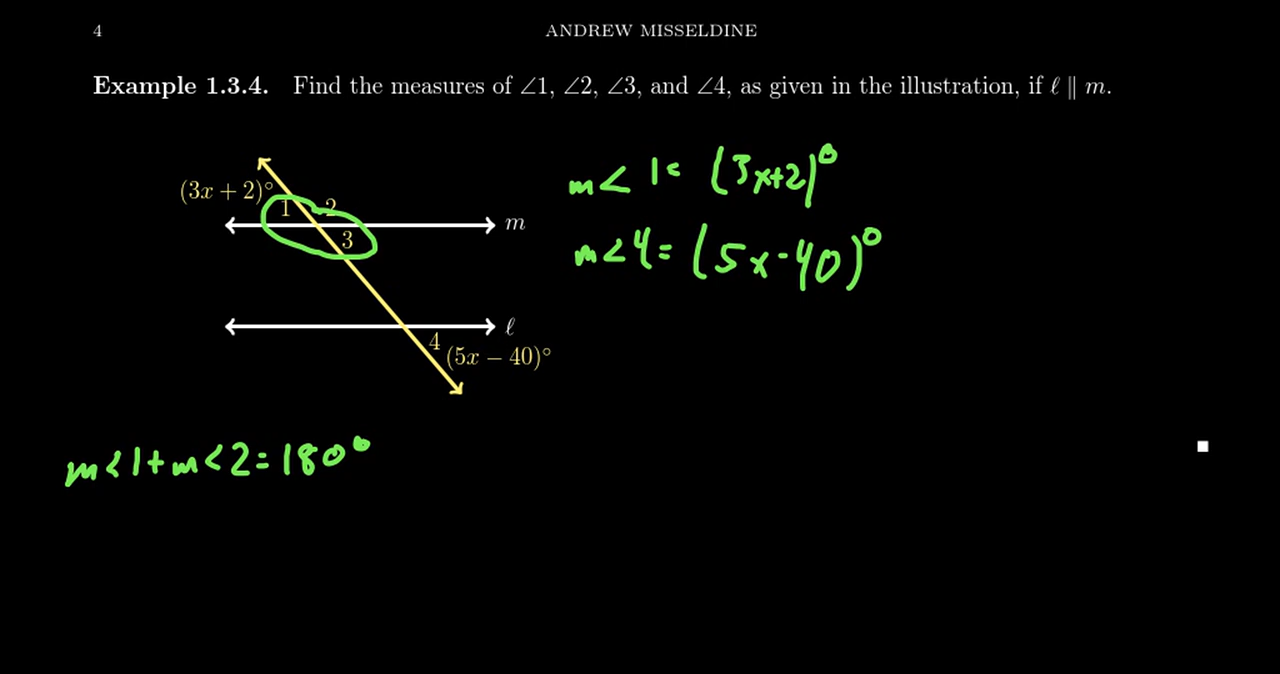 4
ANDREW MISSELDINE
Example 1.3.4. Find the measures of ∠1, ∠2, ∠3, and ∠4, as given in the illustration, if ℓ ∥ m.
(3x + 2)°
1
2
m
3
ℓ
4
(5x − 40)°
m< 1= (3x+2)°
m<4= (5x-40)°
m<1+m<2=180°